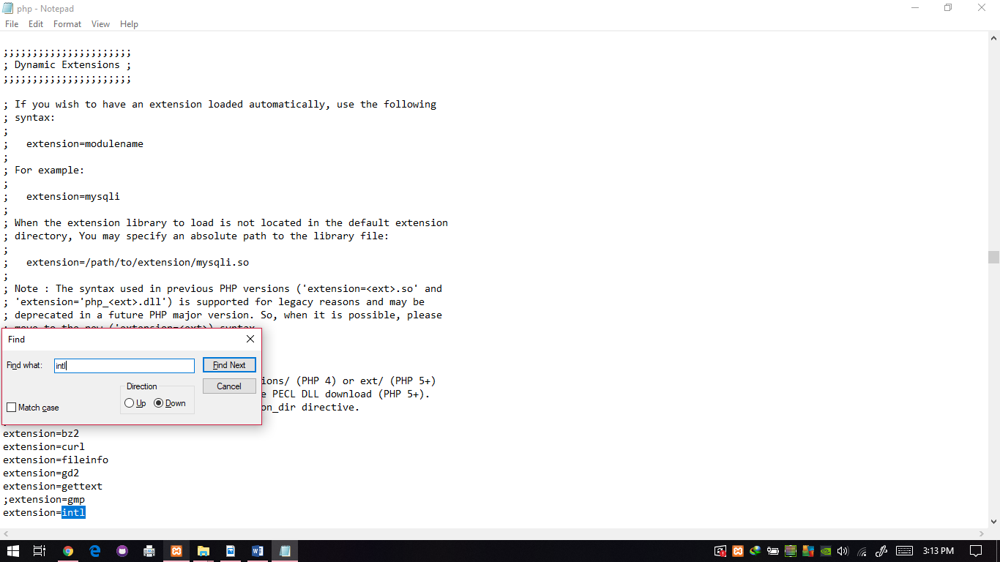 php - Notepad
File Edit Format View Help
;;;;;;;;;;;;;;;;;;;;;;
; Dynamic Extensions ;
;;;;;;;;;;;;;;;;;;;;;;
; If you wish to have an extension loaded automatically, use the following
; syntax:
;
;   extension=modulename
;
; For example:
;
;   extension=mysqli
;
; When the extension library to load is not located in the default extension
; directory, You may specify an absolute path to the library file:
;
;   extension=/path/to/extension/mysqli.so
;
; Note : The syntax used in previous PHP versions ('extension=<ext>.so' and
; 'extension='php_<ext>.dll') is supported for legacy reasons and may be
; deprecated in a future PHP major version. So, when it is possible, please
; move to the new ('extension=<ext>) syntax.
Find
Find what: intl Find Next
Direction Cancel
Up Down
Match case
ions/ (PHP 4) or ext/ (PHP 5+)
e PECL DLL download (PHP 5+).
on_dir directive.
extension=bz2
extension=curl
extension=fileinfo
extension=gd2
extension=gettext
;extension=gmp
extension=intl
3:13 PM